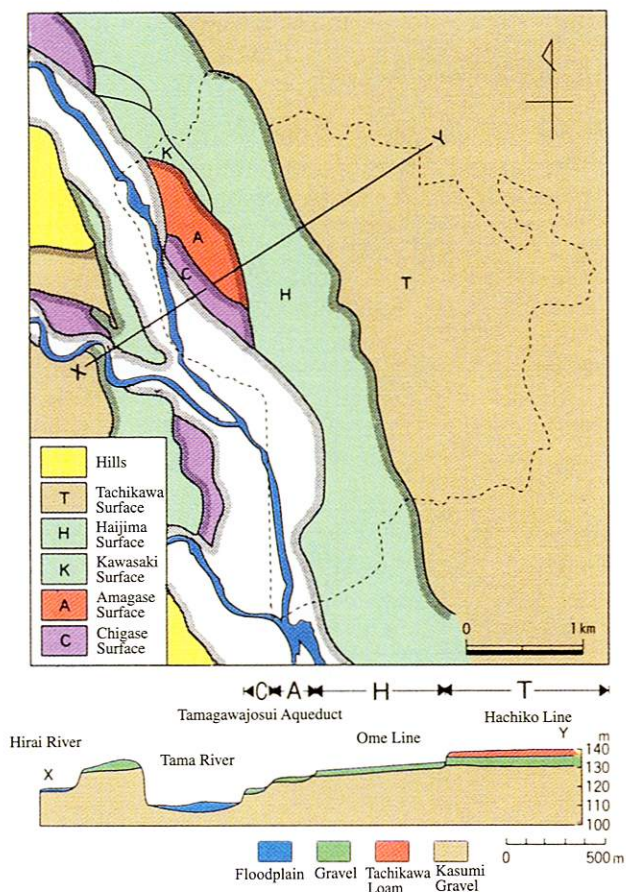 K
A
C
H
T
X
Y
Hills
T Tachikawa
Surface
H Haijima
Surface
K Kawasaki
Surface
A Amagase
Surface
C Chigase
Surface
0 1 km
C A H T
Tamagawajosui Aqueduct
Hachiko Line
Hirai River
Tama River
Ome Line
X
Y
m
140
130
120
110
100
Floodplain
Gravel
Tachikawa
Loam
Kasumi
Gravel
0 500 m